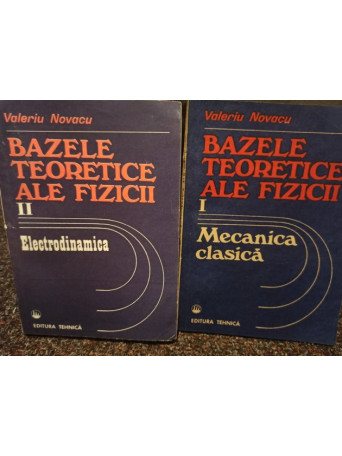 Valeriu Novacu
BAZELE
TEORETICE
ALE FIZICII
II
Electrodinamica
EDITURA TEHNICĂ
Valeriu Novacu
BAZELE
TEORETICE
ALE FIZICII
I
Mecanica
clasică
EDITURA TEHNICĂ